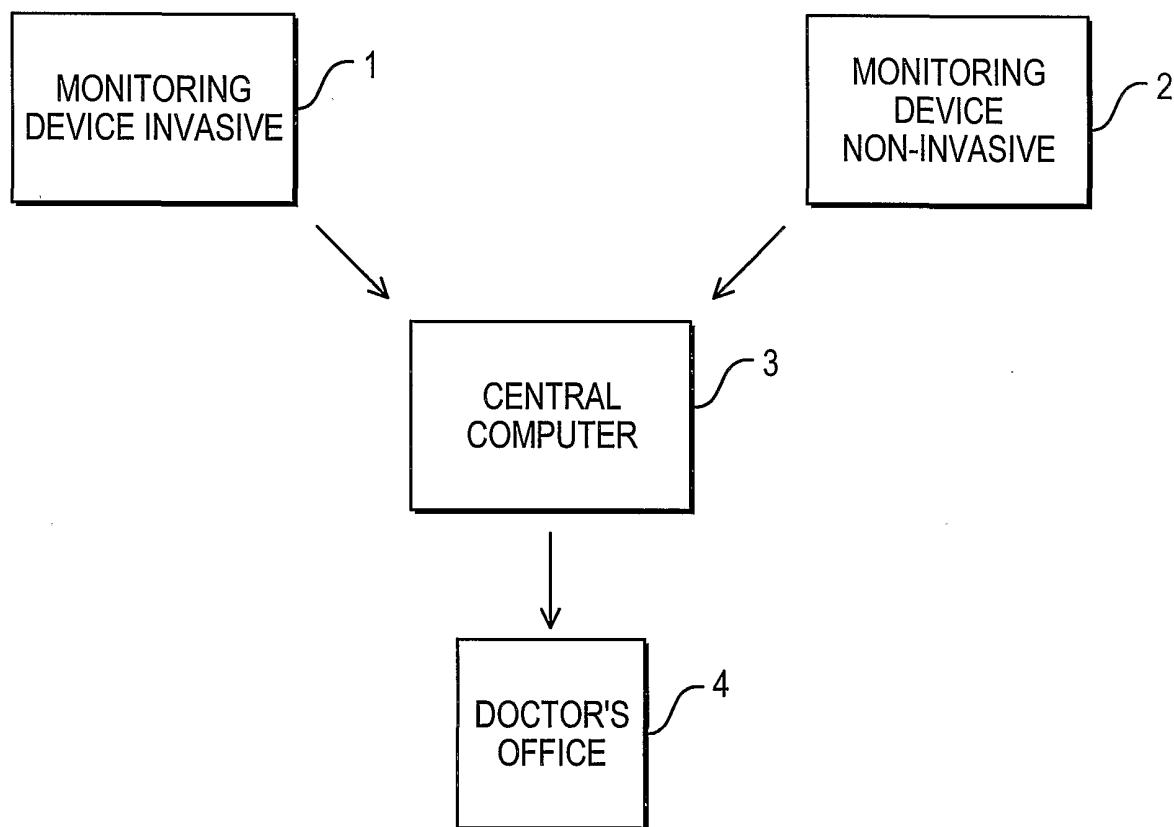 MONITORING
DEVICE INVASIVE
1
MONITORING
DEVICE
NON-INVASIVE
2
CENTRAL
COMPUTER
3
DOCTOR'S
OFFICE
4